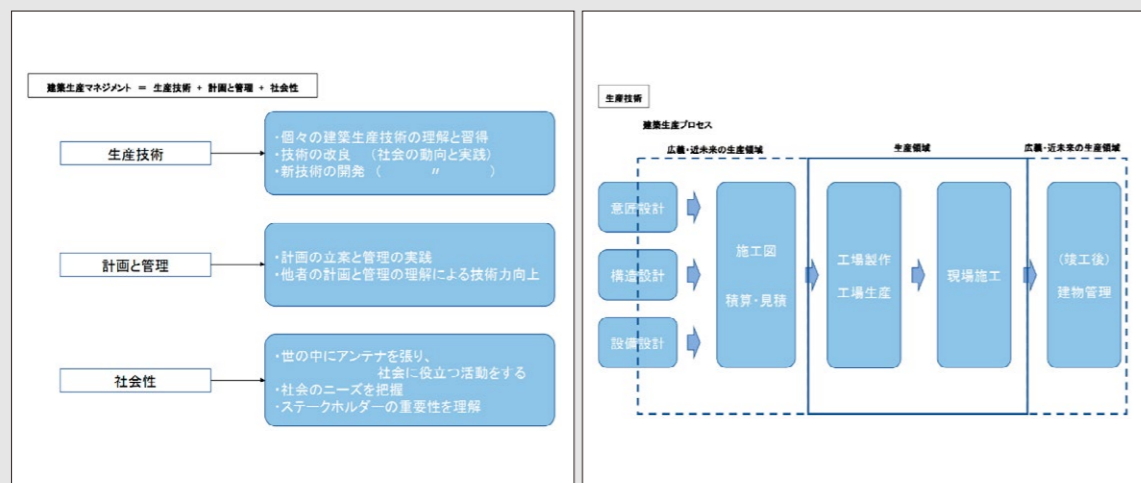 建築生産マネジメント ＝ 生産技術 ＋ 計画と管理 ＋ 社会性
生産技術
・個々の建築生産技術の理解と習得
・技術の改良 （社会の動向と実践）
・新技術の開発 （ 〃 ）
計画と管理
・計画の立案と管理の実践
・他者の計画と管理の理解による技術力向上
社会性
・世の中にアンテナを張り、
社会に役立つ活動をする
・社会のニーズを把握
・ステークホルダーの重要性を理解
生産技術
建築生産プロセス
広義・近未来の生産領域
生産領域
広義・近未来の生産領域
意匠設計
構造設計
設備設計
施工図
積算・見積
工場製作
工場生産
現場施工
（竣工後）
建物管理